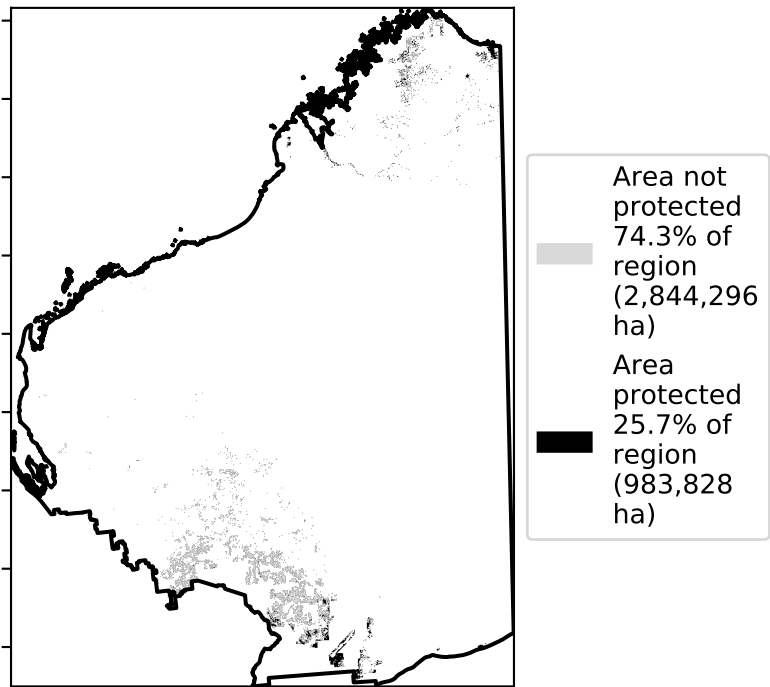 Area not
protected
74.3% of
region
(2,844,296
ha)
Area
protected
25.7% of
region
(983,828
ha)